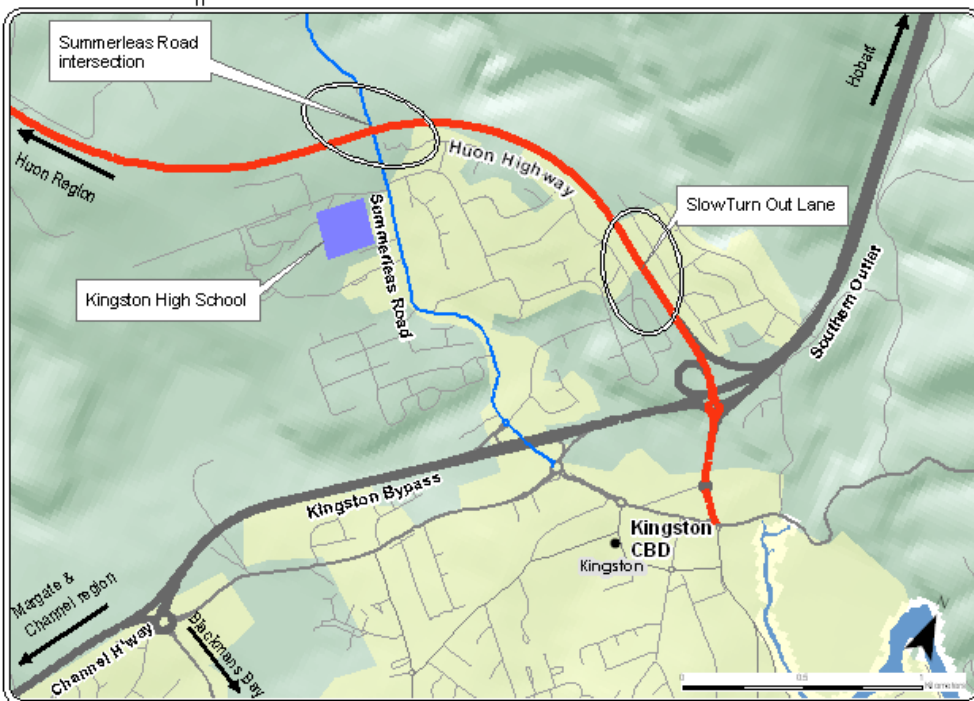 Summerleas Road
intersection
Hobart
Huon Region
Huon Highway
SlowTurn Out Lane
Kingston High School
Summerleas Road
Southern Outlet
Kingston Bypass
Kingston
CBD
Kingston
Margate &
Channel region
Channel H'way
Blackmans Bay
N
0 0.5 1
Kilometers